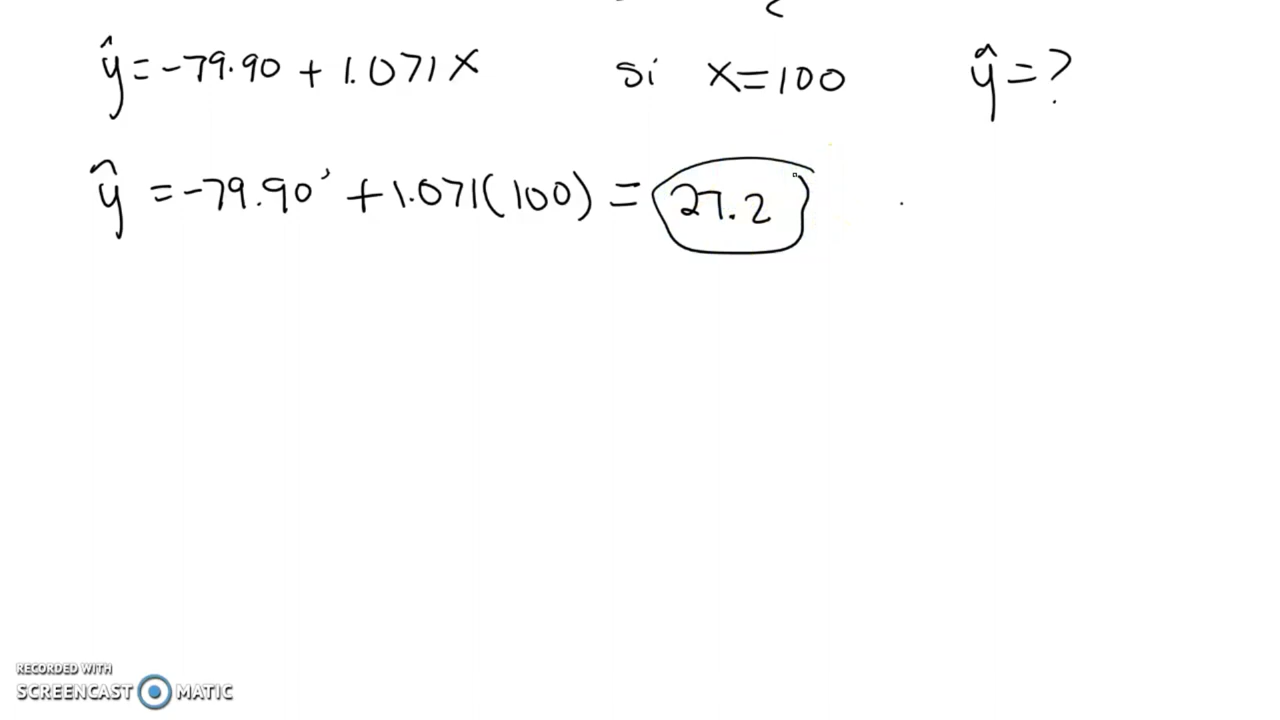 ŷ = -79.90 + 1.071x si x=100 ŷ = ?
ŷ = -79.90 + 1.071(100) = 27.2
RECORDED WITH
SCREENCAST MATIC